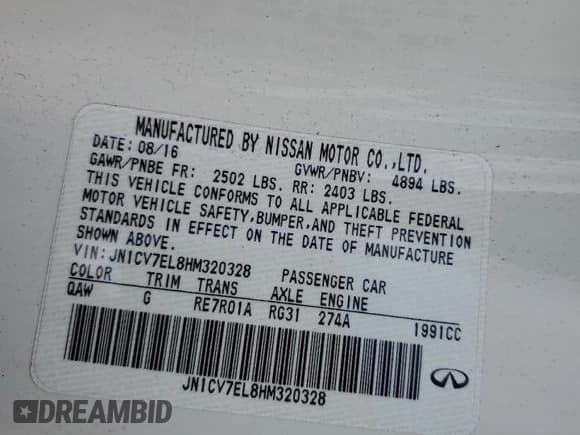 MANUFACTURED BY NISSAN MOTOR CO.,LTD.
DATE: 08/16 GVWR/PNBV: 4894 LBS.
GAWR/PNBE FR: 2502 LBS. RR: 2403 LBS.
THIS VEHICLE CONFORMS TO ALL APPLICABLE FEDERAL
MOTOR VEHICLE SAFETY,BUMPER,AND THEFT PREVENTION
STANDARDS IN EFFECT ON THE DATE OF MANUFACTURE
SHOWN ABOVE.
VIN:JN1CV7EL8HM320328 PASSENGER CAR
COLOR TRIM TRANS AXLE ENGINE
QAW G RE7R01A RG31 274A 1991CC
JN1CV7EL8HM320328
DREAMBID